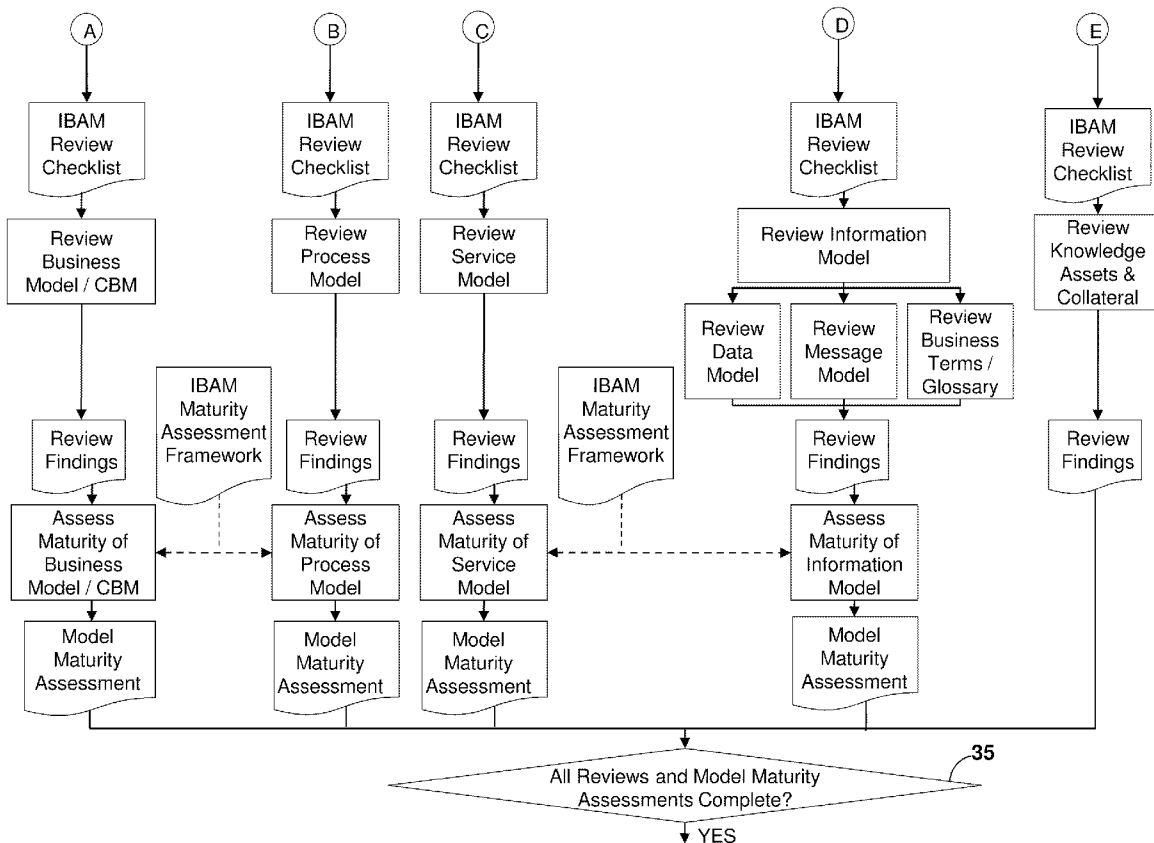 A
B
C
D
E
IBAM
Review
Checklist
IBAM
Review
Checklist
IBAM
Review
Checklist
IBAM
Review
Checklist
IBAM
Review
Checklist
Review
Business
Model / CBM
Review
Process
Model
Review
Service
Model
Review Information
Model
Review
Knowledge
Assets &
Collateral
Review
Data
Model
Review
Message
Model
Review
Business
Terms /
Glossary
IBAM
Maturity
Assessment
Framework
IBAM
Maturity
Assessment
Framework
Review
Findings
Review
Findings
Review
Findings
Review
Findings
Review
Findings
Assess
Maturity of
Business
Model / CBM
Assess
Maturity of
Process
Model
Assess
Maturity of
Service
Model
Assess
Maturity of
Information
Model
Model
Maturity
Assessment
Model
Maturity
Assessment
Model
Maturity
Assessment
Model
Maturity
Assessment
35
All Reviews and Model Maturity
Assessments Complete?
YES